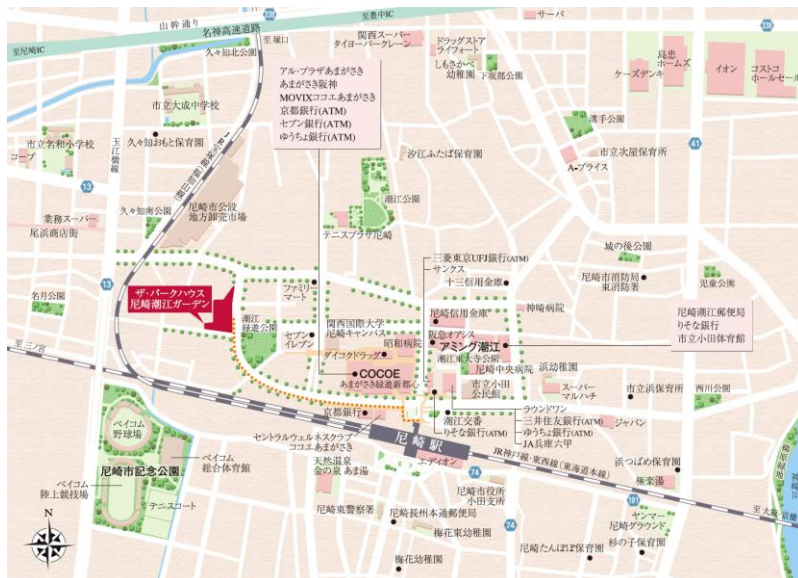 山幹通り
名神高速道路
至豊中IC
至尼崎IC
至塚口
338
338
サーパ
久々知北公園
関西スーパー
タイヨーパークレーン
ドラッグストア
ライフォート
しもさかべ
幼稚園
下坂部公園
ケーズデンキ
島忠
ホームズ
イオン
コストコ
ホールセール
アル・プラザあまがさき
あまがさき阪神
MOVIXココエあまがさき
京都銀行(ATM)
セブン銀行(ATM)
ゆうちょ銀行(ATM)
市立大成中学校
久々知おもと保育園
市立名和小学校
コープ
玉江橋線
13
41
湾手公園
市立次屋保育所
A-プライス
汐江ふたば保育園
潮江公園
テニスプラザ尼崎
尼崎市公設
地方卸売市場
久々知南公園
業務スーパー
尾浜商店街
名月公園
13
ザ・パークハウス
尼崎潮江ガーデン
ファミリー
マート
潮江
緑遊公園
セブン
イレブン
関西国際大学
尼崎キャンパス
昭和病院
ダイコクドラッグ
COCOE
あまがさき緑遊新都心
三菱東京UFJ銀行(ATM)
サンクス
十三信用金庫
尼崎信用金庫
神崎病院
阪急オアシス
アミング潮江
潮江東大寺公園
尼崎中央病院
城の後公園
尼崎市消防局
東消防署
児童公園
尼崎潮江郵便局
りそな銀行
市立小田体育館
至三ノ宮
浜幼稚園
市立小田
公民館
スーパー
マルハチ
市立浜保育所
西川公園
ラウンドワン
三井住友銀行(ATM)
ゆうちょ銀行(ATM)
JA兵庫六甲
ジャパン
京都銀行
潮江交番
りそな銀行(ATM)
セントラルウェルネスクラブ
ココエあまがさき
尼崎駅
エディオン
JR神戸線・東西線(東海道本線)
浜つばめ保育園
極楽湯
ベイコム
野球場
ベイコム
総合体育館
尼崎市記念公園
ベイコム
陸上競技場
テニスコート
天然温泉
金の泉 あま湯
74
尼崎市役所
小田支所
尼崎東警察署
尼崎長州本通郵便局
梅花東幼稚園
74
梅花幼稚園
尼崎たんぽぽ保育園
191
ヤンマー
尼崎グラウンド
杉の子保育園
至大阪・京橋
N